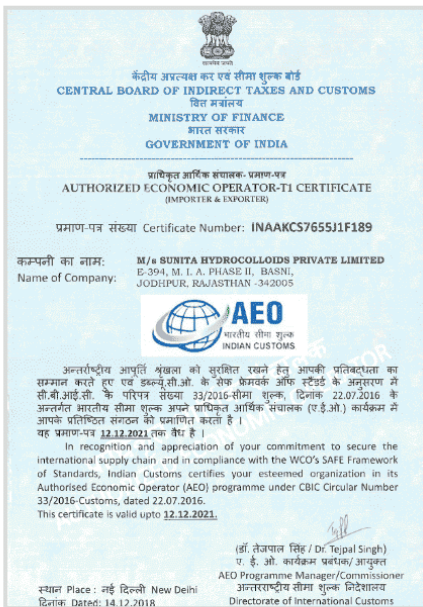 सत्यमेव जयते
केंद्रीय अप्रत्यक्ष कर एवं सीमा शुल्क बोर्ड
CENTRAL BOARD OF INDIRECT TAXES AND CUSTOMS
वित्त मंत्रालय
MINISTRY OF FINANCE
भारत सरकार
GOVERNMENT OF INDIA
प्राधिकृत आर्थिक संचालक- प्रमाण-पत्र
AUTHORIZED ECONOMIC OPERATOR-T1 CERTIFICATE
(IMPORTER & EXPORTER)
प्रमाण-पत्र संख्या Certificate Number: INAAKCS7655J1F189
कम्पनी का नाम: M/s SUNITA HYDROCOLLOIDS PRIVATE LIMITED
Name of Company: E-394, M. I. A. PHASE II, BASNI,
JODHPUR, RAJASTHAN -342005
AEO
भारतीय सीमा शुल्क
INDIAN CUSTOMS
अन्तर्राष्ट्रीय आपूर्ति श्रृंखला को सुरक्षित रखने हेतु आपकी प्रतिबद्धता का
सम्मान करते हुए एवं डब्ल्यू.सी.ओ. के सेफ फ्रेमवर्क ऑफ स्टैंडर्ड के अनुसरण में
सी.बी.आई.सी. के परिपत्र संख्या 33/2016-सीमा शुल्क, दिनांक 22.07.2016 के
अन्तर्गत भारतीय सीमा शुल्क अपने प्राधिकृत आर्थिक संचालक (ए.ई.ओ.) कार्यक्रम में
आपके प्रतिष्ठित संगठन को प्रमाणित करता है ।
यह प्रमाण-पत्र 12.12.2021 तक वैध है ।
In recognition and appreciation of your commitment to secure the
international supply chain and in compliance with the WCO's SAFE Framework
of Standards, Indian Customs certifies your esteemed organization in its
Authorised Economic Operator (AEO) programme under CBIC Circular Number
33/2016-Customs, dated 22.07.2016.
This certificate is valid upto 12.12.2021.
(डॉ. तेजपाल सिंह / Dr. Tejpal Singh)
ए. ई. ओ. कार्यक्रम प्रबंधक/ आयुक्त
AEO Programme Manager/Commissioner
स्थान Place : नई दिल्ली New Delhi अन्तरराष्ट्रीय सीमा शुल्क निदेशालय
दिनांक Dated: 14.12.2018 Directorate of International Customs